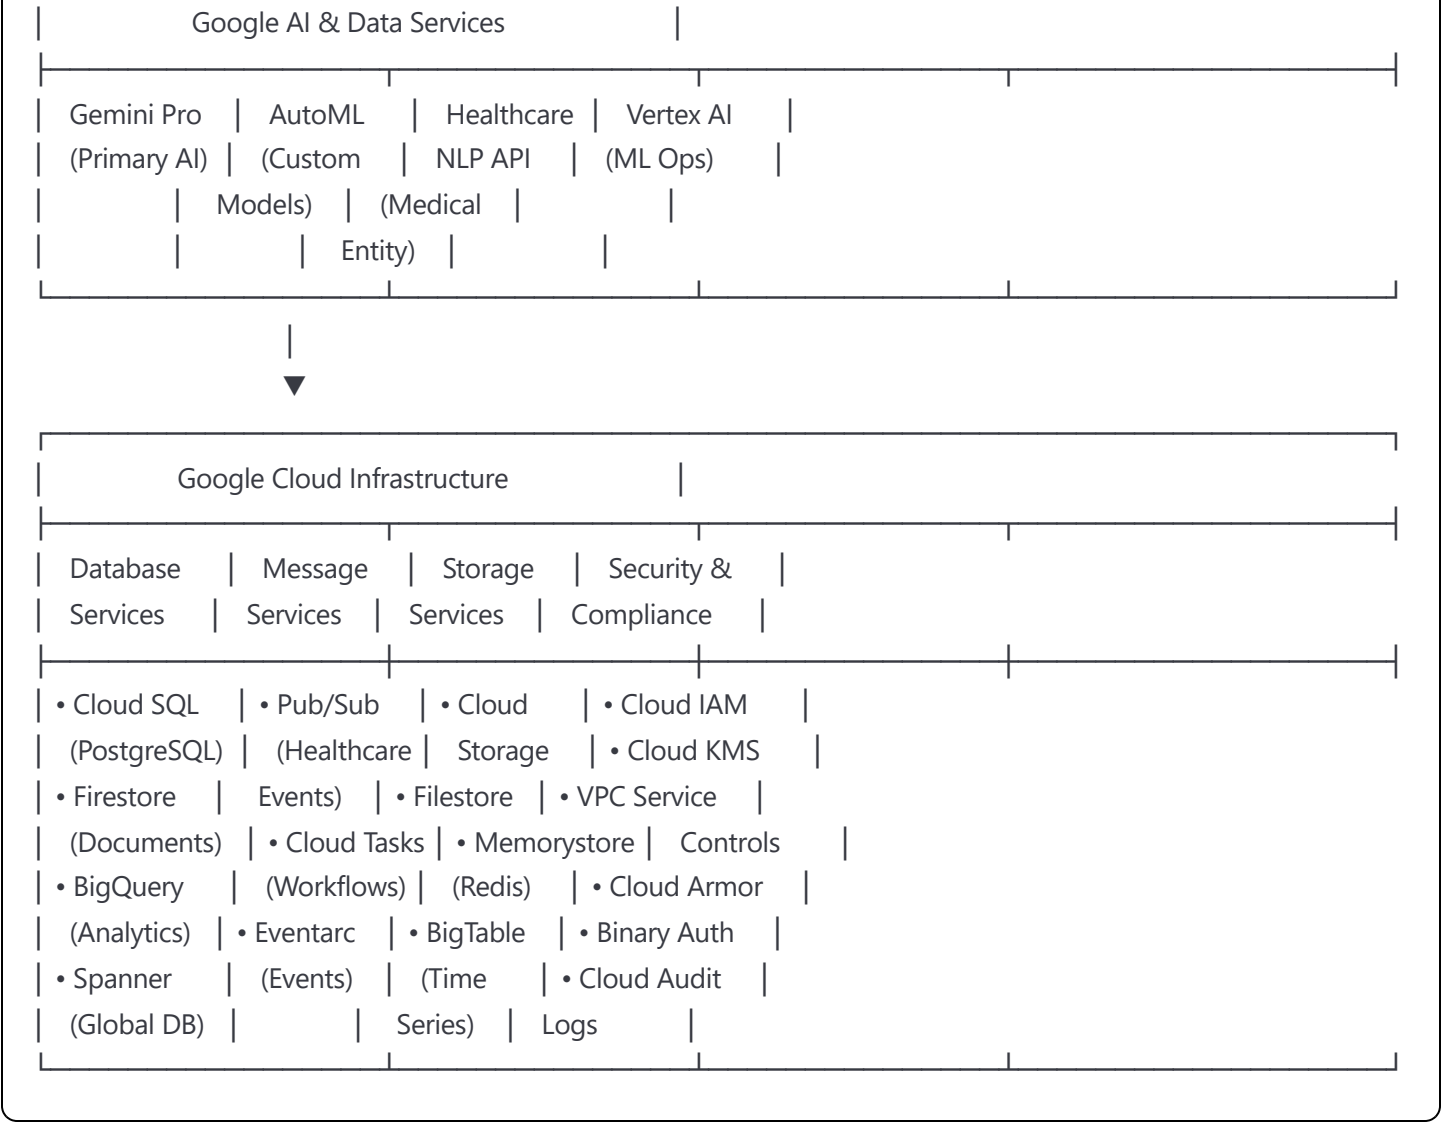 │ Google AI & Data Services │
│ Gemini Pro │ AutoML │ Healthcare │ Vertex AI │
│ (Primary AI) │ (Custom │ NLP API │ (ML Ops) │
│ │ Models) │ (Medical │ │
│ │ │ Entity) │ │
│
▼
│ Google Cloud Infrastructure │
│ Database │ Message │ Storage │ Security & │
│ Services │ Services │ Services │ Compliance │
│ • Cloud SQL │ • Pub/Sub │ • Cloud │ • Cloud IAM │
│ (PostgreSQL) │ (Healthcare │ Storage │ • Cloud KMS │
│ • Firestore │ Events) │ • Filestore │ • VPC Service │
│ (Documents) │ • Cloud Tasks │ • Memorystore │ Controls │
│ • BigQuery │ (Workflows) │ (Redis) │ • Cloud Armor │
│ (Analytics) │ • Eventarc │ • BigTable │ • Binary Auth │
│ • Spanner │ (Events) │ (Time │ • Cloud Audit │
│ (Global DB) │ │ Series) │ Logs │